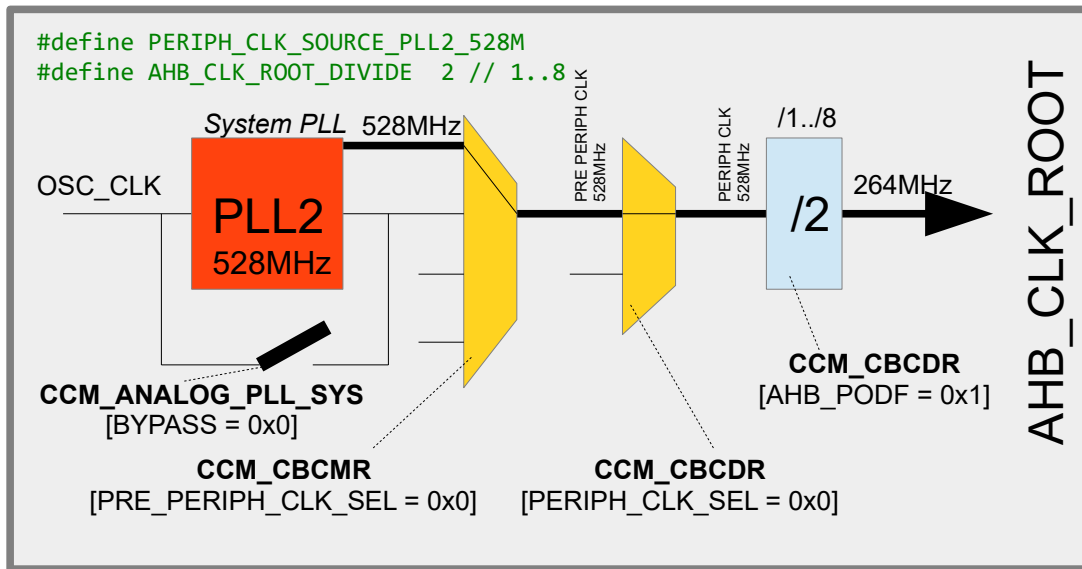 #define PERIPH_CLK_SOURCE_PLL2_528M
#define AHB_CLK_ROOT_DIVIDE  2 // 1..8
System PLL
528MHz
OSC_CLK
PLL2
528MHz
PRE PERIPH CLK
528MHz
PERIPH CLK
528MHz
/1../8
/2
264MHz
AHB_CLK_ROOT
CCM_ANALOG_PLL_SYS
[BYPASS = 0x0]
CCM_CBCMR
[PRE_PERIPH_CLK_SEL = 0x0]
CCM_CBCDR
[PERIPH_CLK_SEL = 0x0]
CCM_CBCDR
[AHB_PODF = 0x1]